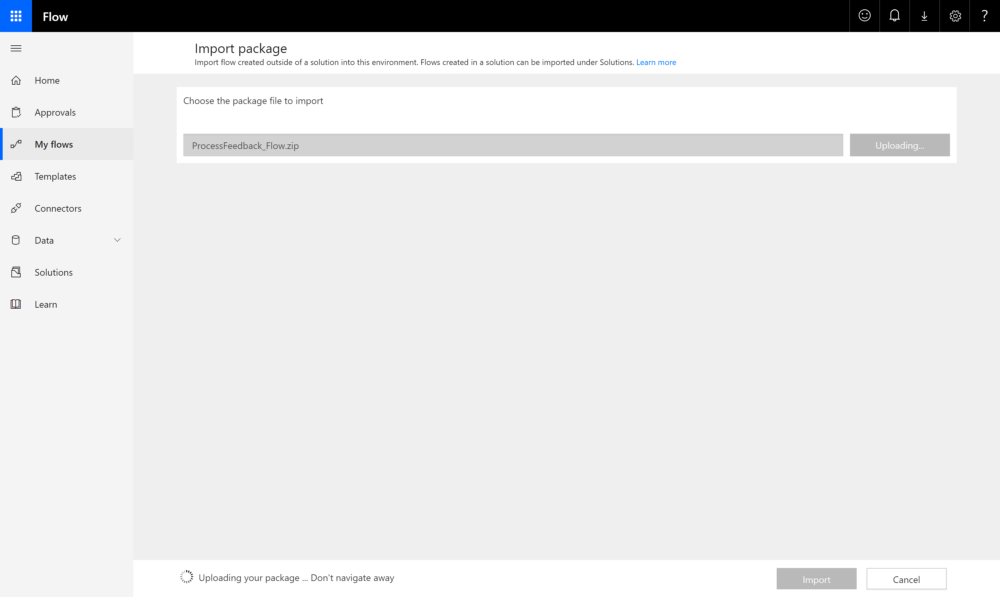 Flow
?
Import package
Import flow created outside of a solution into this environment. Flows created in a solution can be imported under Solutions. Learn more
Home
Approvals
My flows
Templates
Connectors
Data
Solutions
Learn
Choose the package file to import
ProcessFeedback_Flow.zip
Uploading...
Uploading your package ... Don't navigate away
Import
Cancel